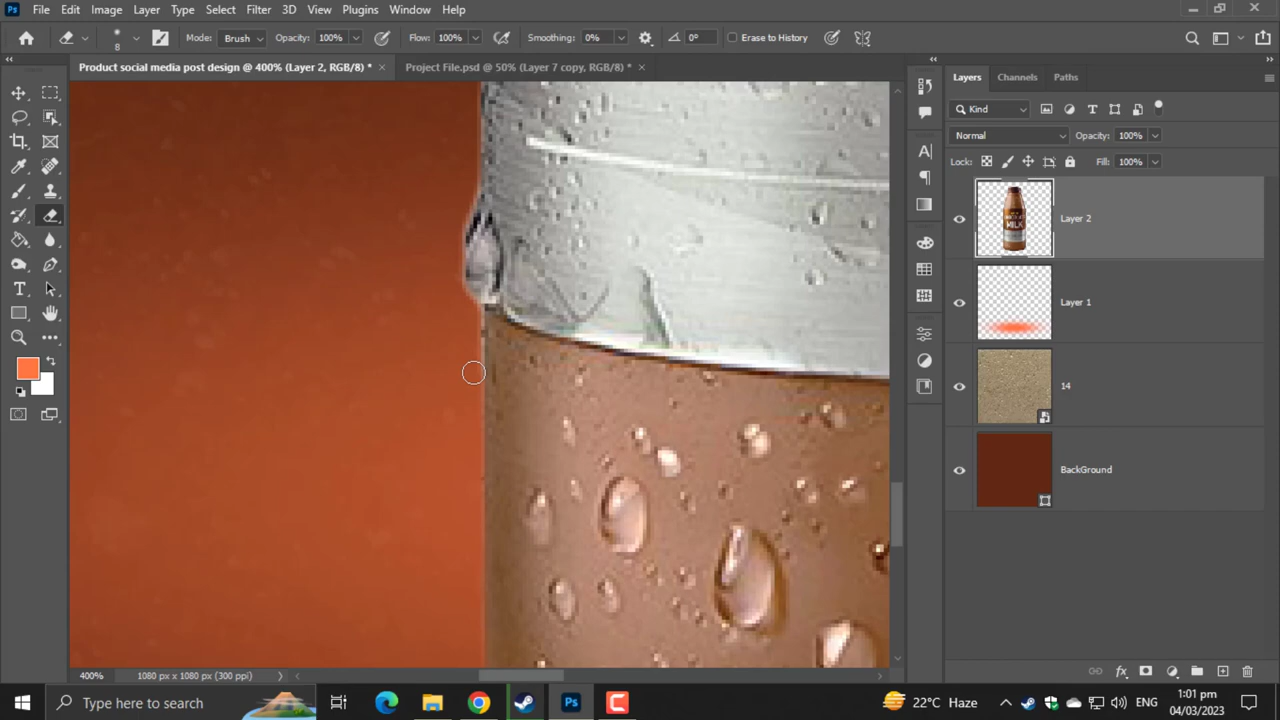 Ps File Edit Image Layer Type Select Filter 3D View Plugins Window Help
8 Mode: Brush Opacity: 100% Flow: 100% Smoothing: 0% 0° Erase to History
Product social media post design @ 400% (Layer 2, RGB/8) * × Project File.psd @ 50% (Layer 7 copy, RGB/8) * ×
Layers Channels Paths
Kind
Normal Opacity: 100%
Lock: Fill: 100%
MILK
Layer 2
Layer 1
14
BackGround
400% 1080 px x 1080 px (300 ppi)
Type here to search
Ps
22°C Haze
ENG
1:01 pm
04/03/2023